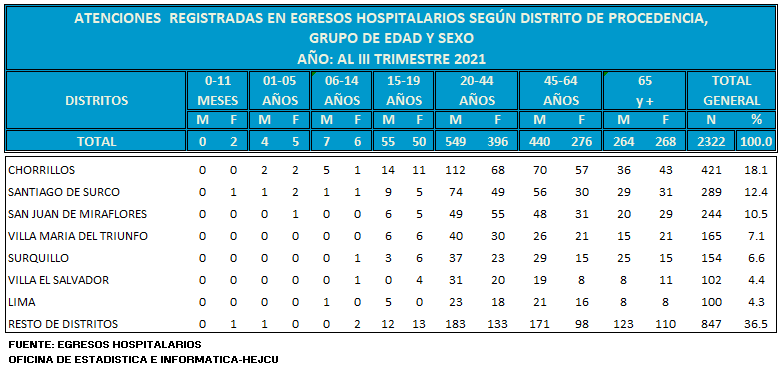 ATENCIONES REGISTRADAS EN EGRESOS HOSPITALARIOS SEGÚN DISTRITO DE PROCEDENCIA,
GRUPO DE EDAD Y SEXO
AÑO: AL III TRIMESTRE 2021
DISTRITOS 0-11 MESES 01-05 AÑOS 06-14 AÑOS 15-19 AÑOS 20-44 AÑOS 45-64 AÑOS 65 y + TOTAL GENERAL
M F M F M F M F M F M F M F N %
TOTAL 0 2 4 5 7 6 55 50 549 396 440 276 264 268 2322 100.0
CHORRILLOS 0 0 2 2 5 1 14 11 112 68 70 57 36 43 421 18.1
SANTIAGO DE SURCO 0 1 1 2 1 1 9 5 74 49 56 30 29 31 289 12.4
SAN JUAN DE MIRAFLORES 0 0 0 1 0 0 6 5 49 55 48 31 20 29 244 10.5
VILLA MARIA DEL TRIUNFO 0 0 0 0 0 0 6 6 40 30 26 21 15 21 165 7.1
SURQUILLO 0 0 0 0 0 1 3 6 37 23 29 15 25 15 154 6.6
VILLA EL SALVADOR 0 0 0 0 0 1 0 4 31 20 19 8 8 11 102 4.4
LIMA 0 0 0 0 1 0 5 0 23 18 21 16 8 8 100 4.3
RESTO DE DISTRITOS 0 1 1 0 0 2 12 13 183 133 171 98 123 110 847 36.5
FUENTE: EGRESOS HOSPITALARIOS
OFICINA DE ESTADISTICA E INFORMATICA-HEJCU